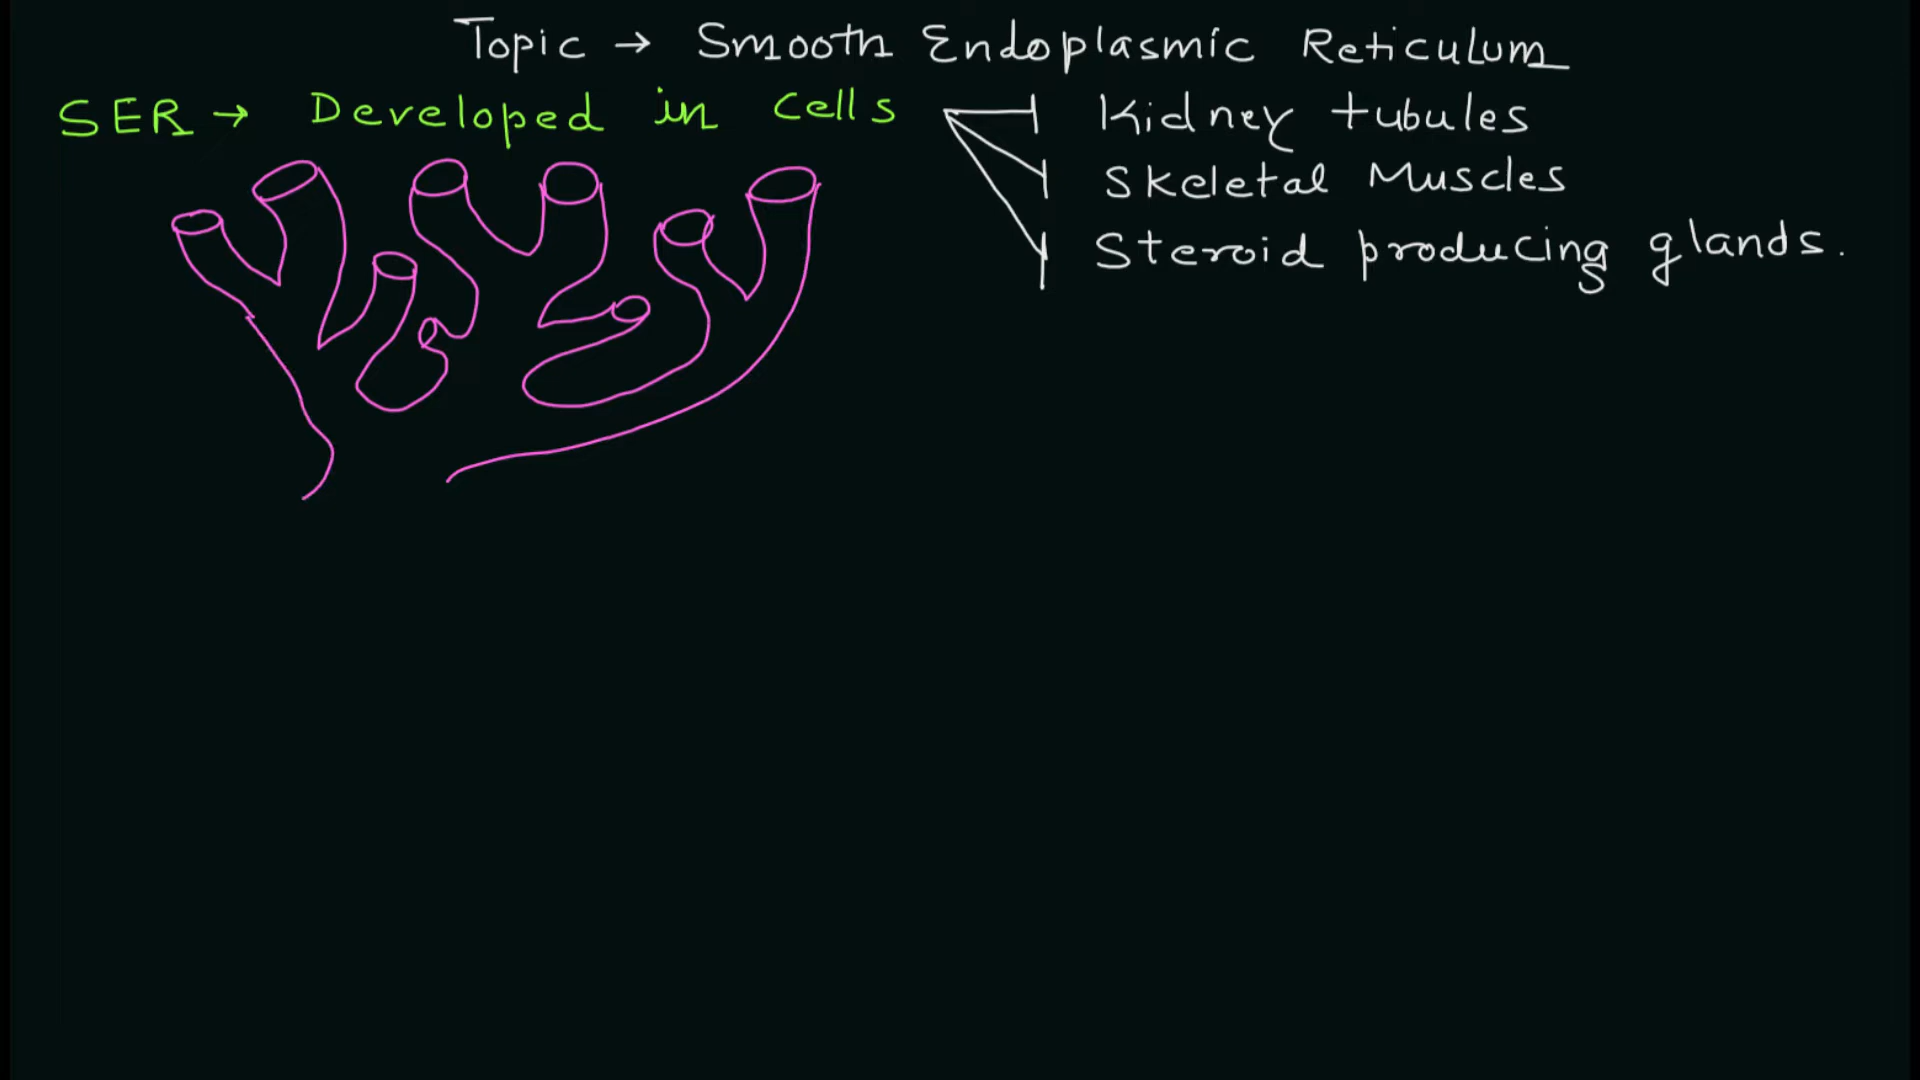 Topic → Smooth Endoplasmic Reticulum
SER → Developed in cells
Kidney tubules
Skeletal Muscles
Steroid producing glands.